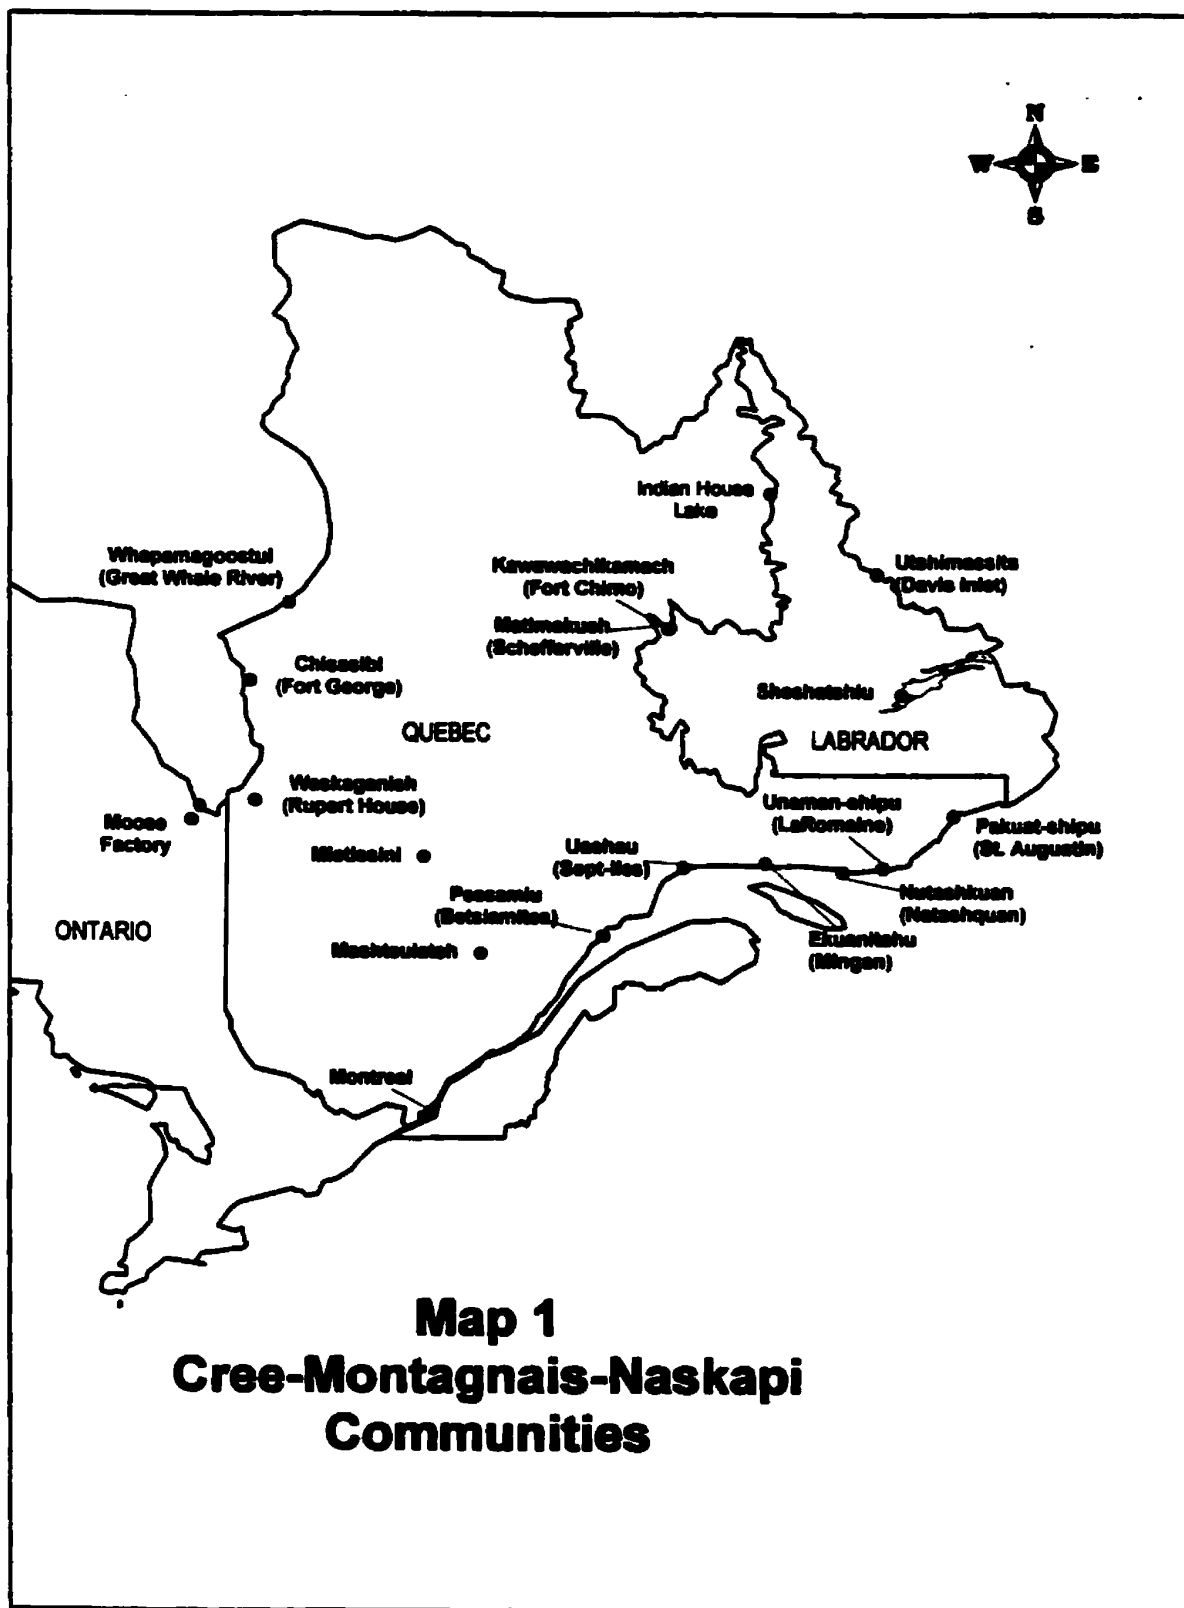 N
W E
S
Indian House
Lake
Whapamagoostui
(Great Whale River)
Kawawachikamach
(Fort Chimo)
Utshimassits
(Davis Inlet)
Matimekush
(Schefferville)
Chisasibi
(Fort George)
Sheshatshiu
QUEBEC
LABRADOR
Waskaganish
(Rupert House)
Unaman-shipu
(LaRomaine)
Moose
Factory
Pakuat-shipu
(St. Augustin)
Mistissini
Uashau
(Sept-Iles)
Pessamiu
(Betsiamites)
Natashkuan
(Natashquan)
ONTARIO
Ekuanitshu
(Mingan)
Mashteuiatsh
Montreal
Map 1
Cree-Montagnais-Naskapi
Communities